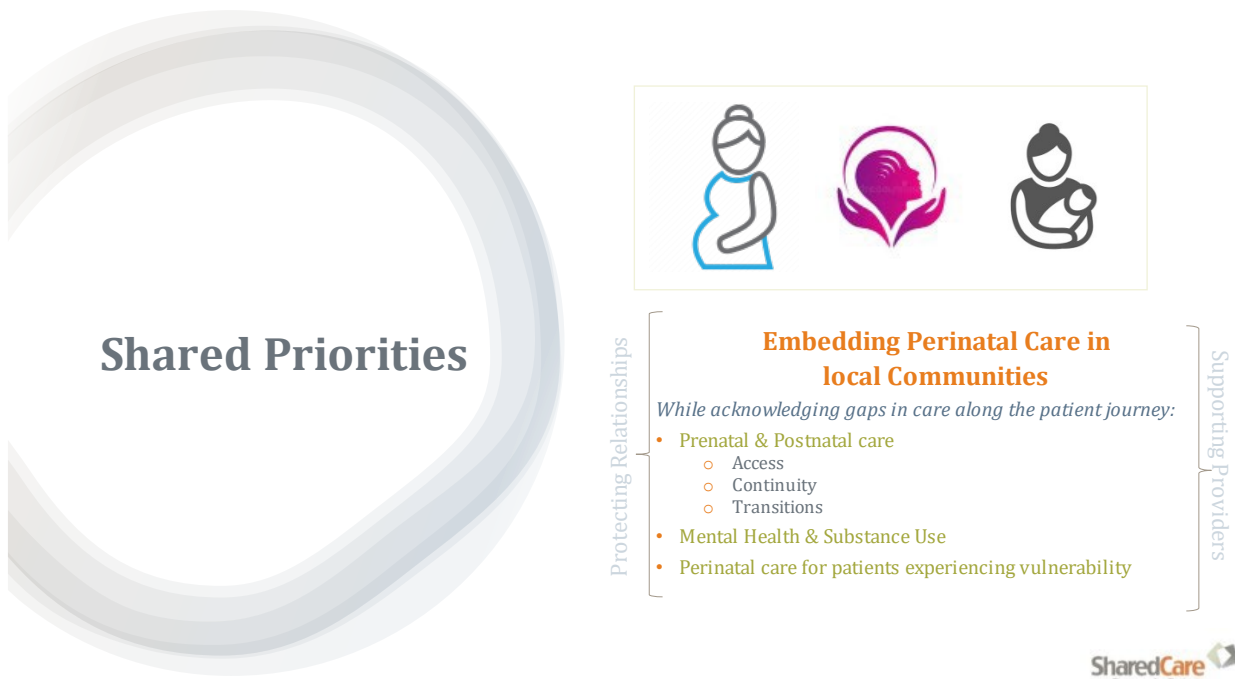 Shared Priorities
Protecting Relationships
Embedding Perinatal Care in
local Communities
While acknowledging gaps in care along the patient journey:
• Prenatal & Postnatal care
o Access
o Continuity
o Transitions
• Mental Health & Substance Use
• Perinatal care for patients experiencing vulnerability
Supporting Providers
SharedCare